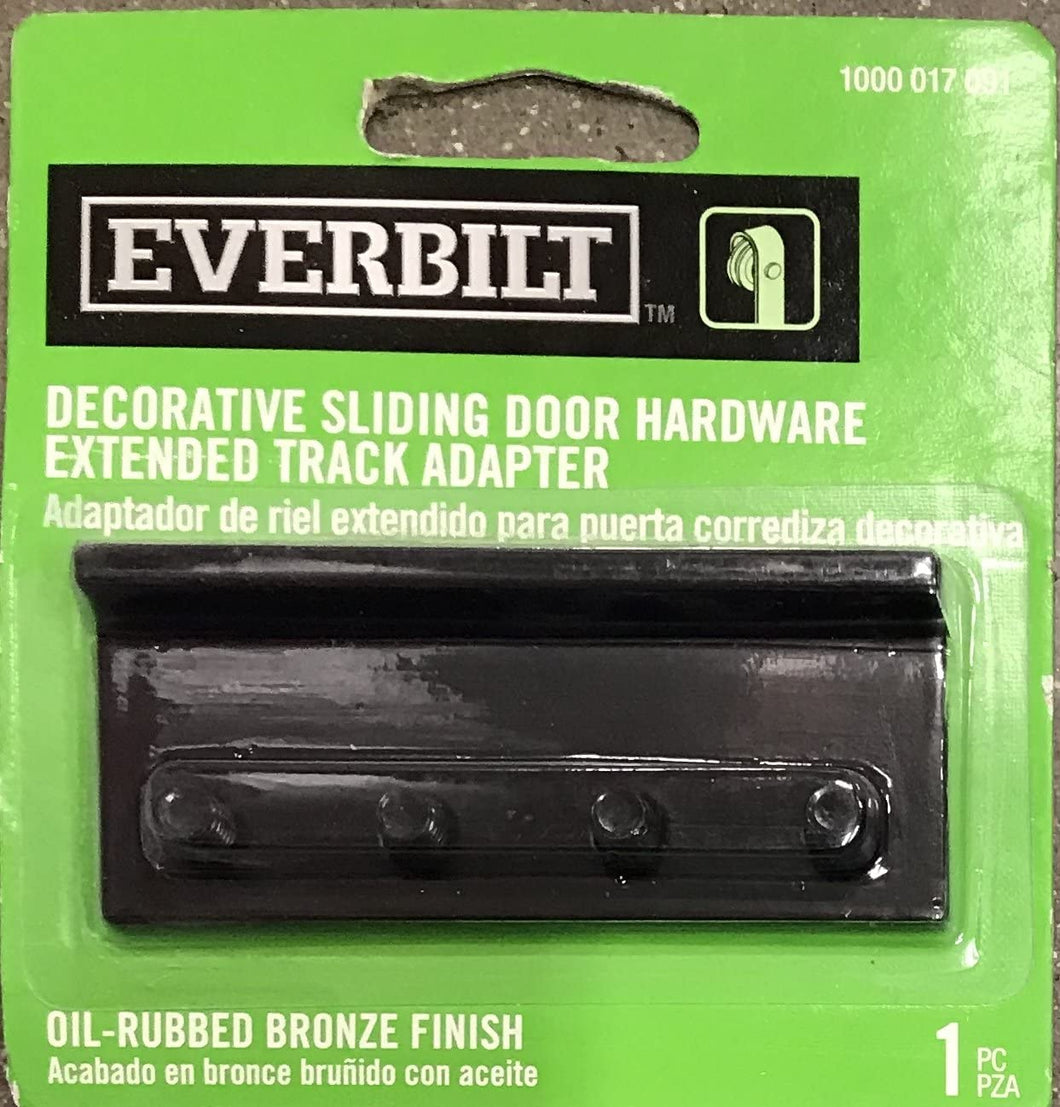 1000 017 091
EVERBILT
TM
DECORATIVE SLIDING DOOR HARDWARE
EXTENDED TRACK ADAPTER
Adaptador de riel extendido para puerta corrediza decorativa
OIL-RUBBED BRONZE FINISH
Acabado en bronce bruñido con aceite
1 PC
PZA